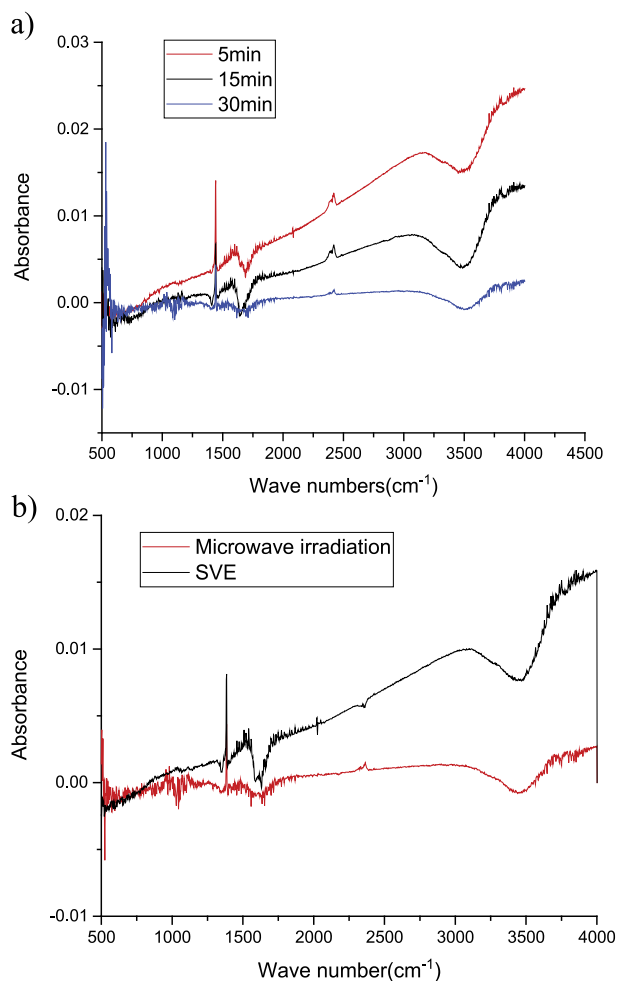 a)
0.03
0.02
0.01
0.00
-0.01
Absorbance
5min
15min
30min
500 1000 1500 2000 2500 3000 3500 4000 4500
Wave numbers(cm⁻¹)
b)
0.02
0.01
0.00
-0.01
Absorbance
Microwave irradiation
SVE
500 1000 1500 2000 2500 3000 3500 4000
Wave number(cm⁻¹)